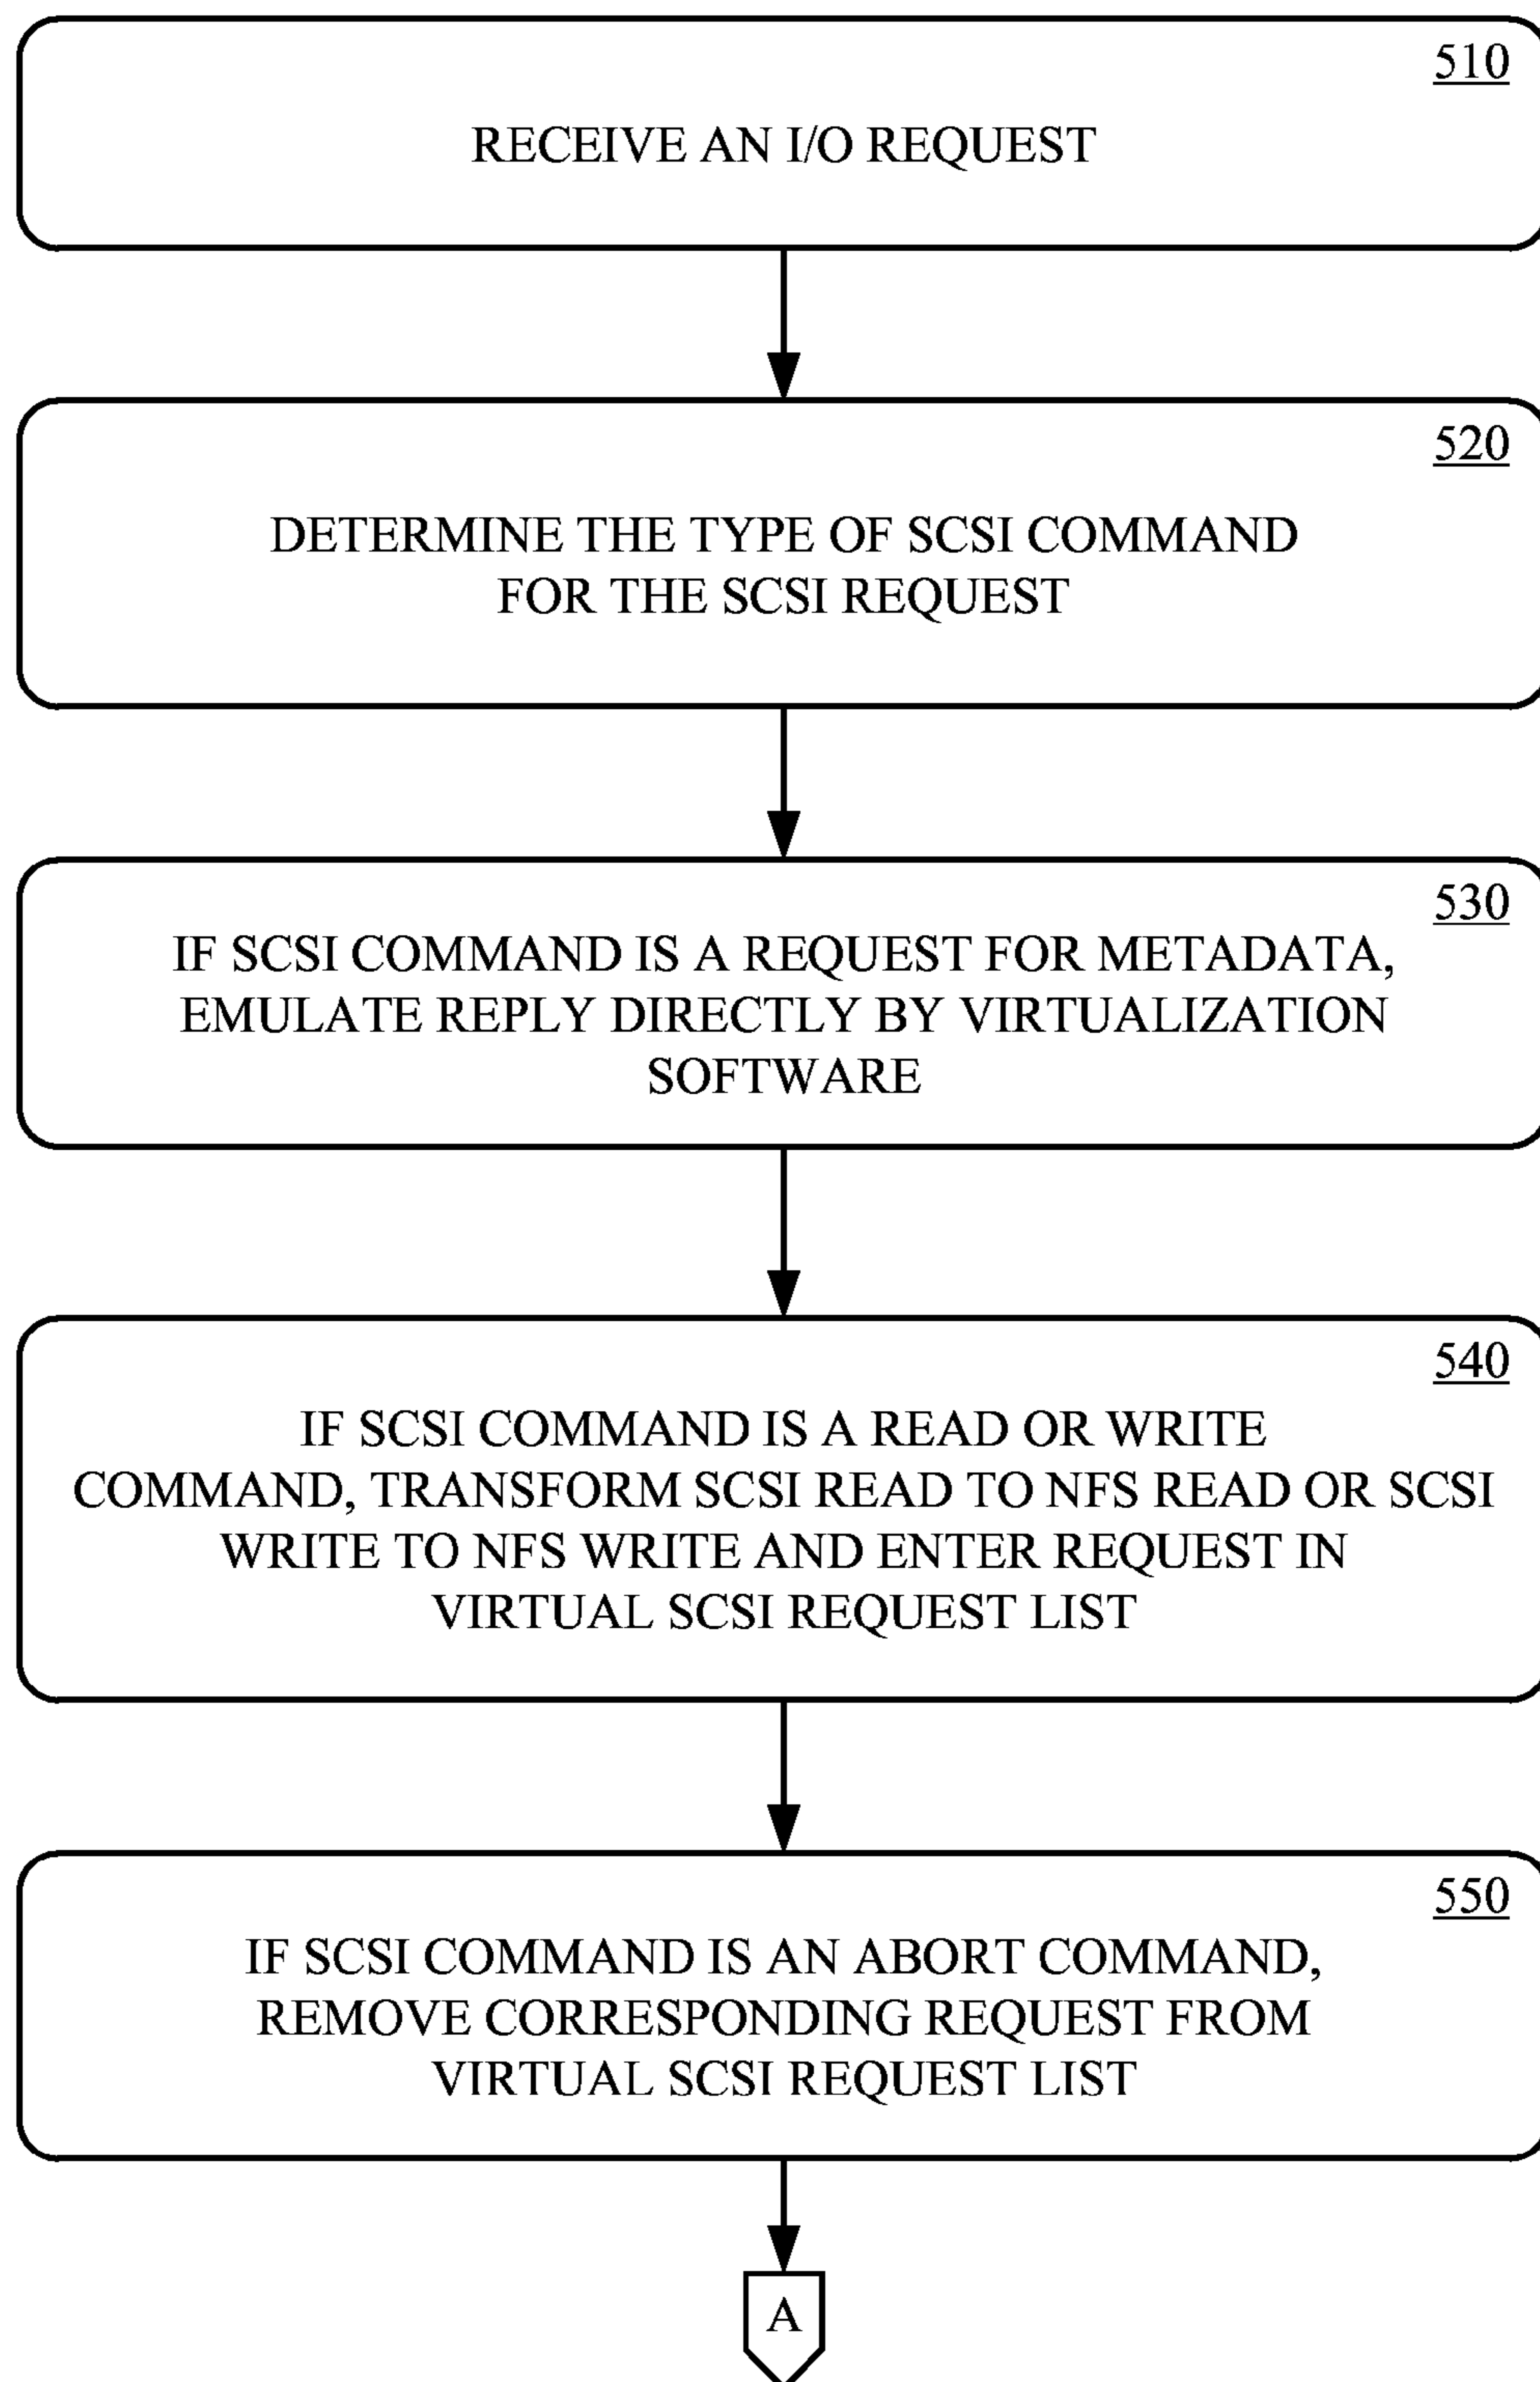 510
RECEIVE AN I/O REQUEST
520
DETERMINE THE TYPE OF SCSI COMMAND
FOR THE SCSI REQUEST
530
IF SCSI COMMAND IS A REQUEST FOR METADATA,
EMULATE REPLY DIRECTLY BY VIRTUALIZATION
SOFTWARE
540
IF SCSI COMMAND IS A READ OR WRITE
COMMAND, TRANSFORM SCSI READ TO NFS READ OR SCSI
WRITE TO NFS WRITE AND ENTER REQUEST IN
VIRTUAL SCSI REQUEST LIST
550
IF SCSI COMMAND IS AN ABORT COMMAND,
REMOVE CORRESPONDING REQUEST FROM
VIRTUAL SCSI REQUEST LIST
A